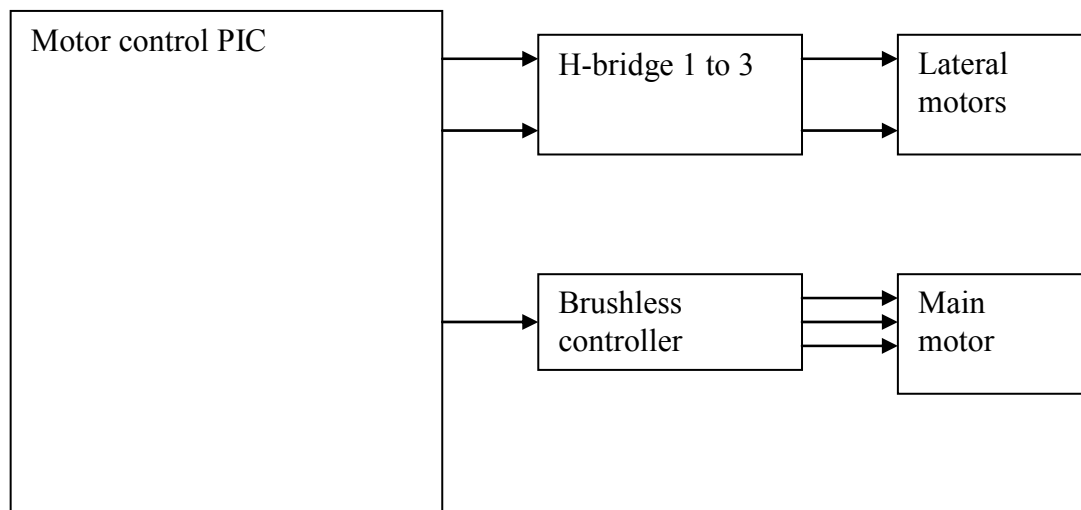 Motor control PIC
H-bridge 1 to 3
Lateral
motors
Brushless
controller
Main
motor